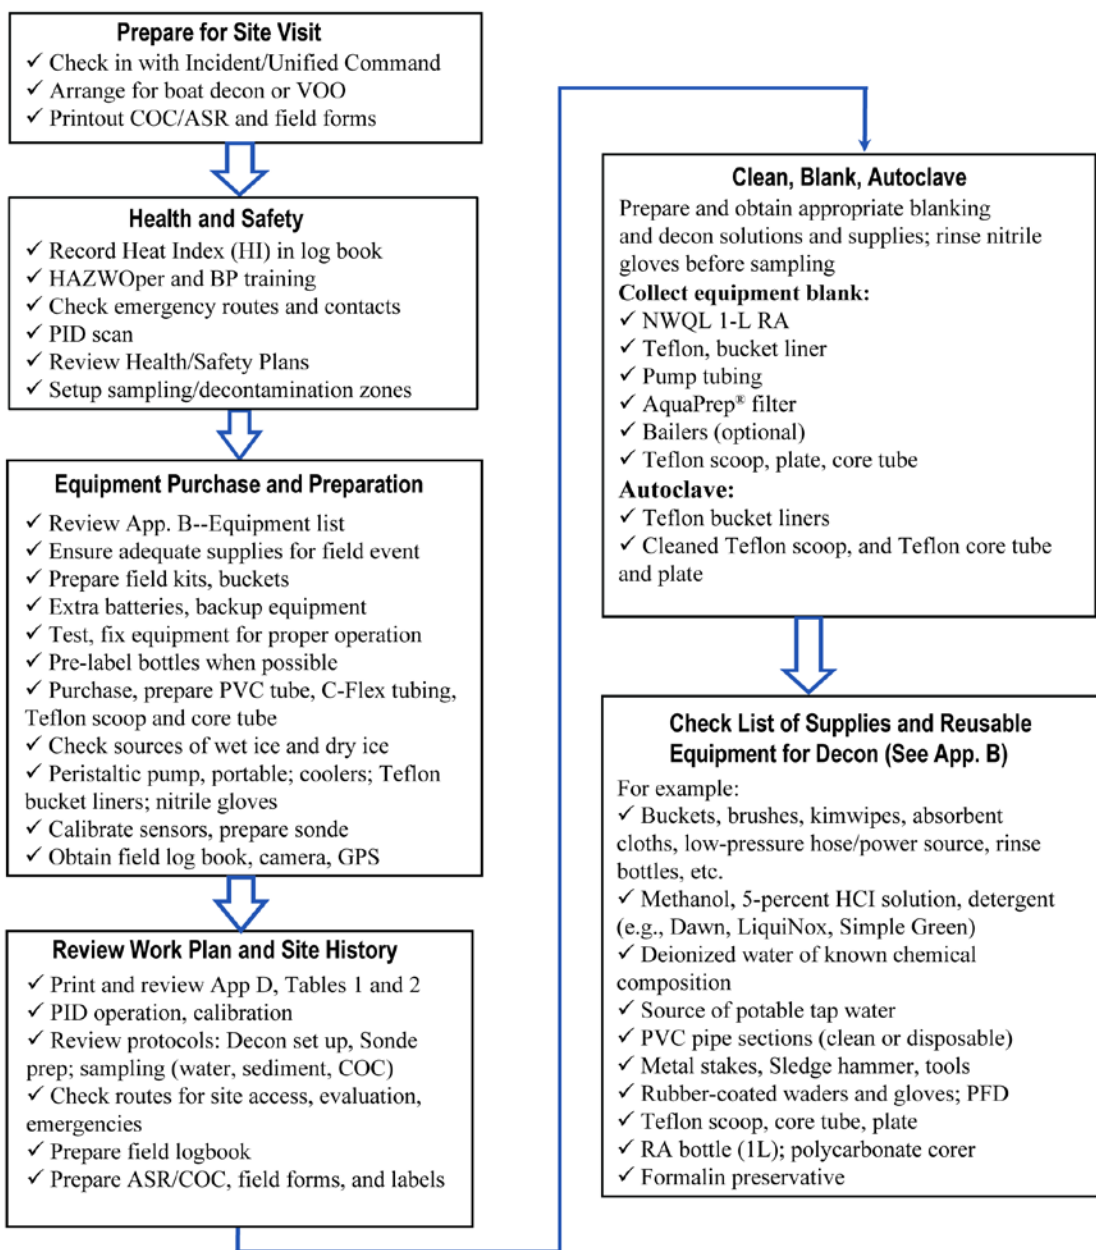 Prepare for Site Visit
✓ Check in with Incident/Unified Command
✓ Arrange for boat decon or VOO
✓ Printout COC/ASR and field forms
Health and Safety
✓ Record Heat Index (HI) in log book
✓ HAZWOper and BP training
✓ Check emergency routes and contacts
✓ PID scan
✓ Review Health/Safety Plans
✓ Setup sampling/decontamination zones
Equipment Purchase and Preparation
✓ Review App. B--Equipment list
✓ Ensure adequate supplies for field event
✓ Prepare field kits, buckets
✓ Extra batteries, backup equipment
✓ Test, fix equipment for proper operation
✓ Pre-label bottles when possible
✓ Purchase, prepare PVC tube, C-Flex tubing,
Teflon scoop and core tube
✓ Check sources of wet ice and dry ice
✓ Peristaltic pump, portable; coolers; Teflon
bucket liners; nitrile gloves
✓ Calibrate sensors, prepare sonde
✓ Obtain field log book, camera, GPS
Review Work Plan and Site History
✓ Print and review App D, Tables 1 and 2
✓ PID operation, calibration
✓ Review protocols: Decon set up, Sonde
prep; sampling (water, sediment, COC)
✓ Check routes for site access, evaluation,
emergencies
✓ Prepare field logbook
✓ Prepare ASR/COC, field forms, and labels
Clean, Blank, Autoclave
Prepare and obtain appropriate blanking
and decon solutions and supplies; rinse nitrile
gloves before sampling
Collect equipment blank:
✓ NWQL 1-L RA
✓ Teflon, bucket liner
✓ Pump tubing
✓ AquaPrep® filter
✓ Bailers (optional)
✓ Teflon scoop, plate, core tube
Autoclave:
✓ Teflon bucket liners
✓ Cleaned Teflon scoop, and Teflon core tube
and plate
Check List of Supplies and Reusable
Equipment for Decon (See App. B)
For example:
✓ Buckets, brushes, kimwipes, absorbent
cloths, low-pressure hose/power source, rinse
bottles, etc.
✓ Methanol, 5-percent HCI solution, detergent
(e.g., Dawn, LiquiNox, Simple Green)
✓ Deionized water of known chemical
composition
✓ Source of potable tap water
✓ PVC pipe sections (clean or disposable)
✓ Metal stakes, Sledge hammer, tools
✓ Rubber-coated waders and gloves; PFD
✓ Teflon scoop, core tube, plate
✓ RA bottle (1L); polycarbonate corer
✓ Formalin preservative